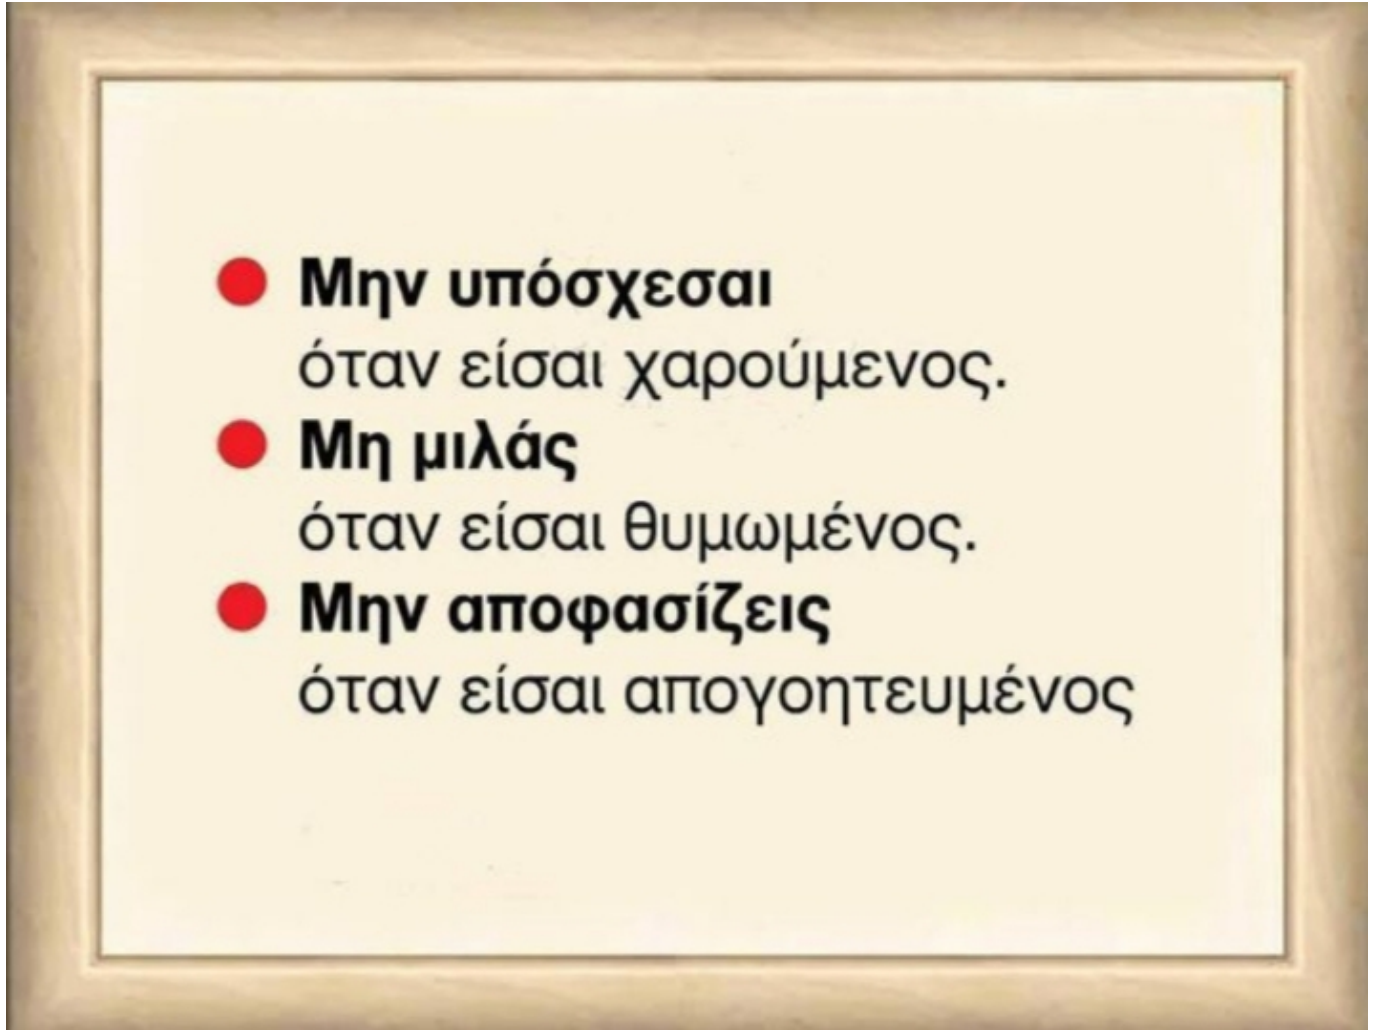 Μην υπόσχεσαι
όταν είσαι χαρούμενος.
Μη μιλάς
όταν είσαι θυμωμένος.
Μην αποφασίζεις
όταν είσαι απογοητευμένος